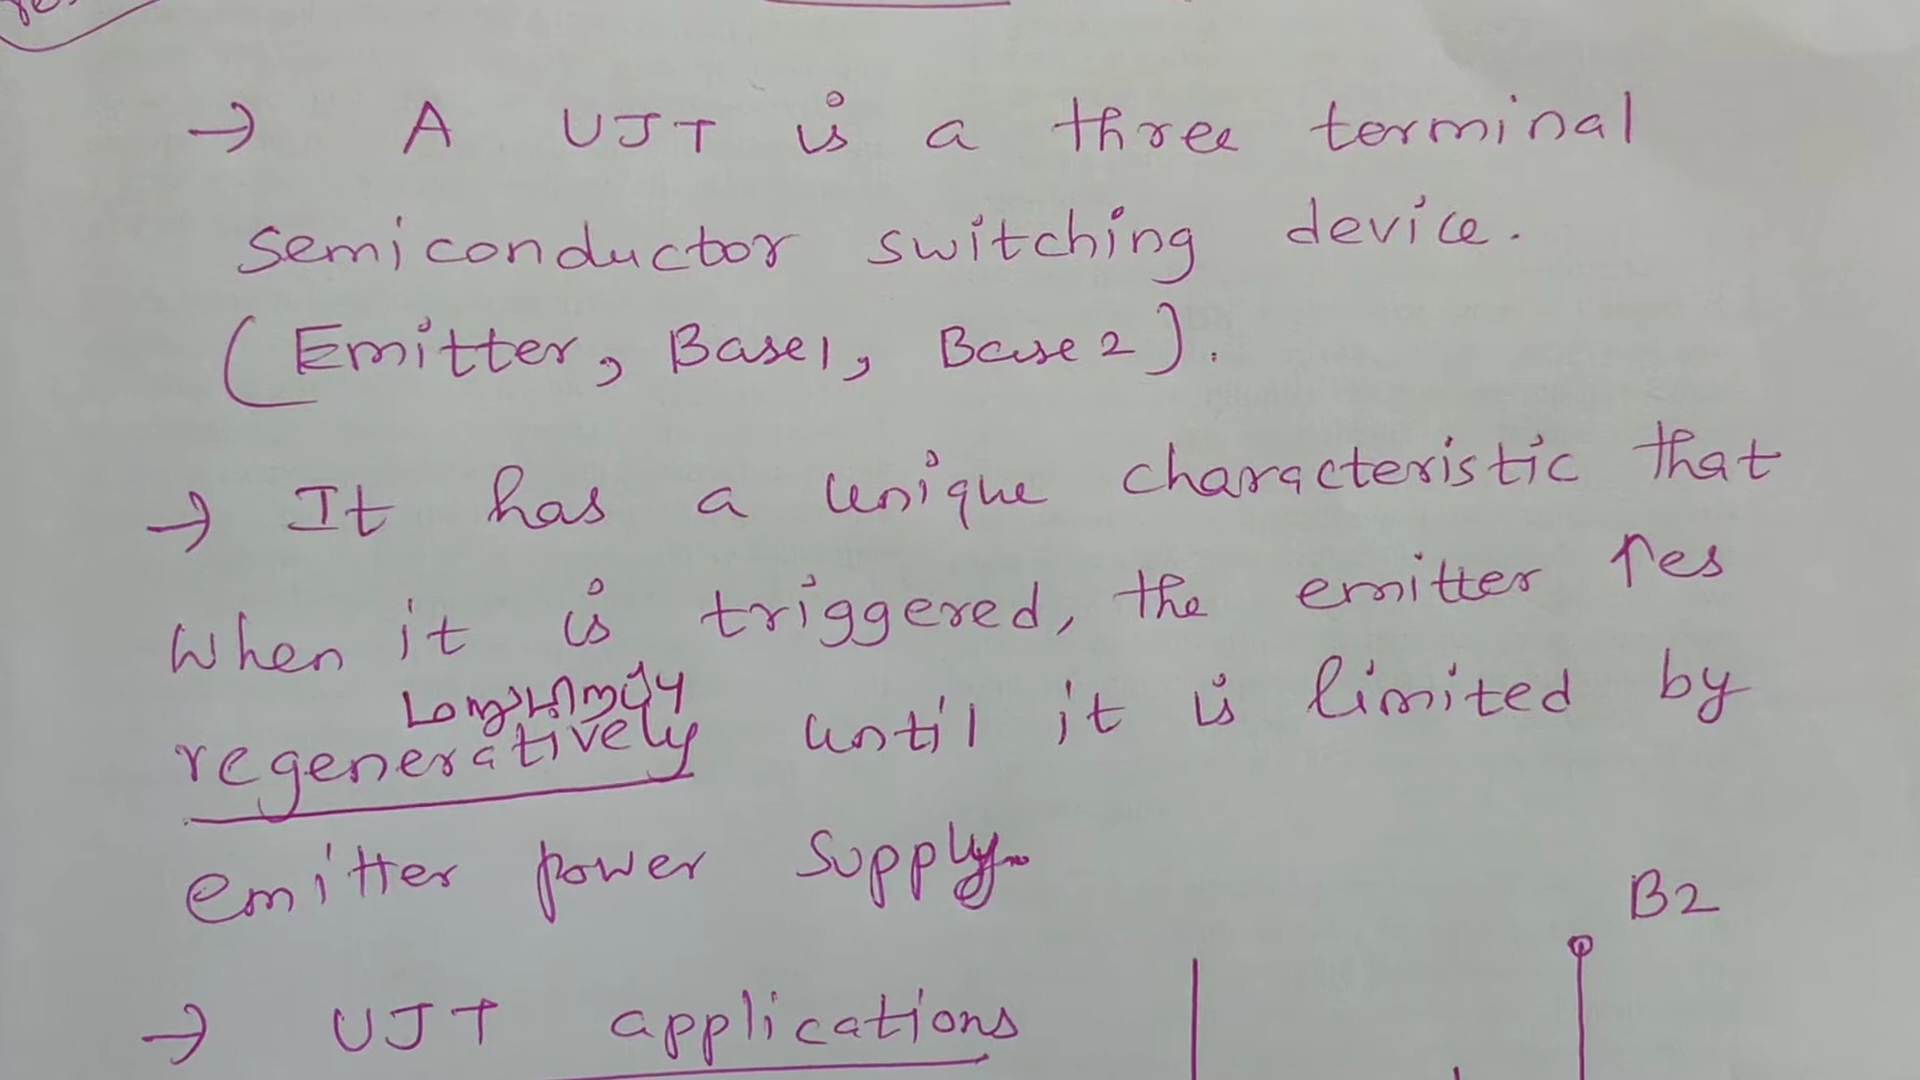 → A UJT is a three terminal
semiconductor switching device.
(Emitter, Base1, Base2).
→ It has a unique characteristic that
when it is triggered, the emitter ↑es
regeneratively until it is limited by
emitter power supply.
B2
→ UJT applications